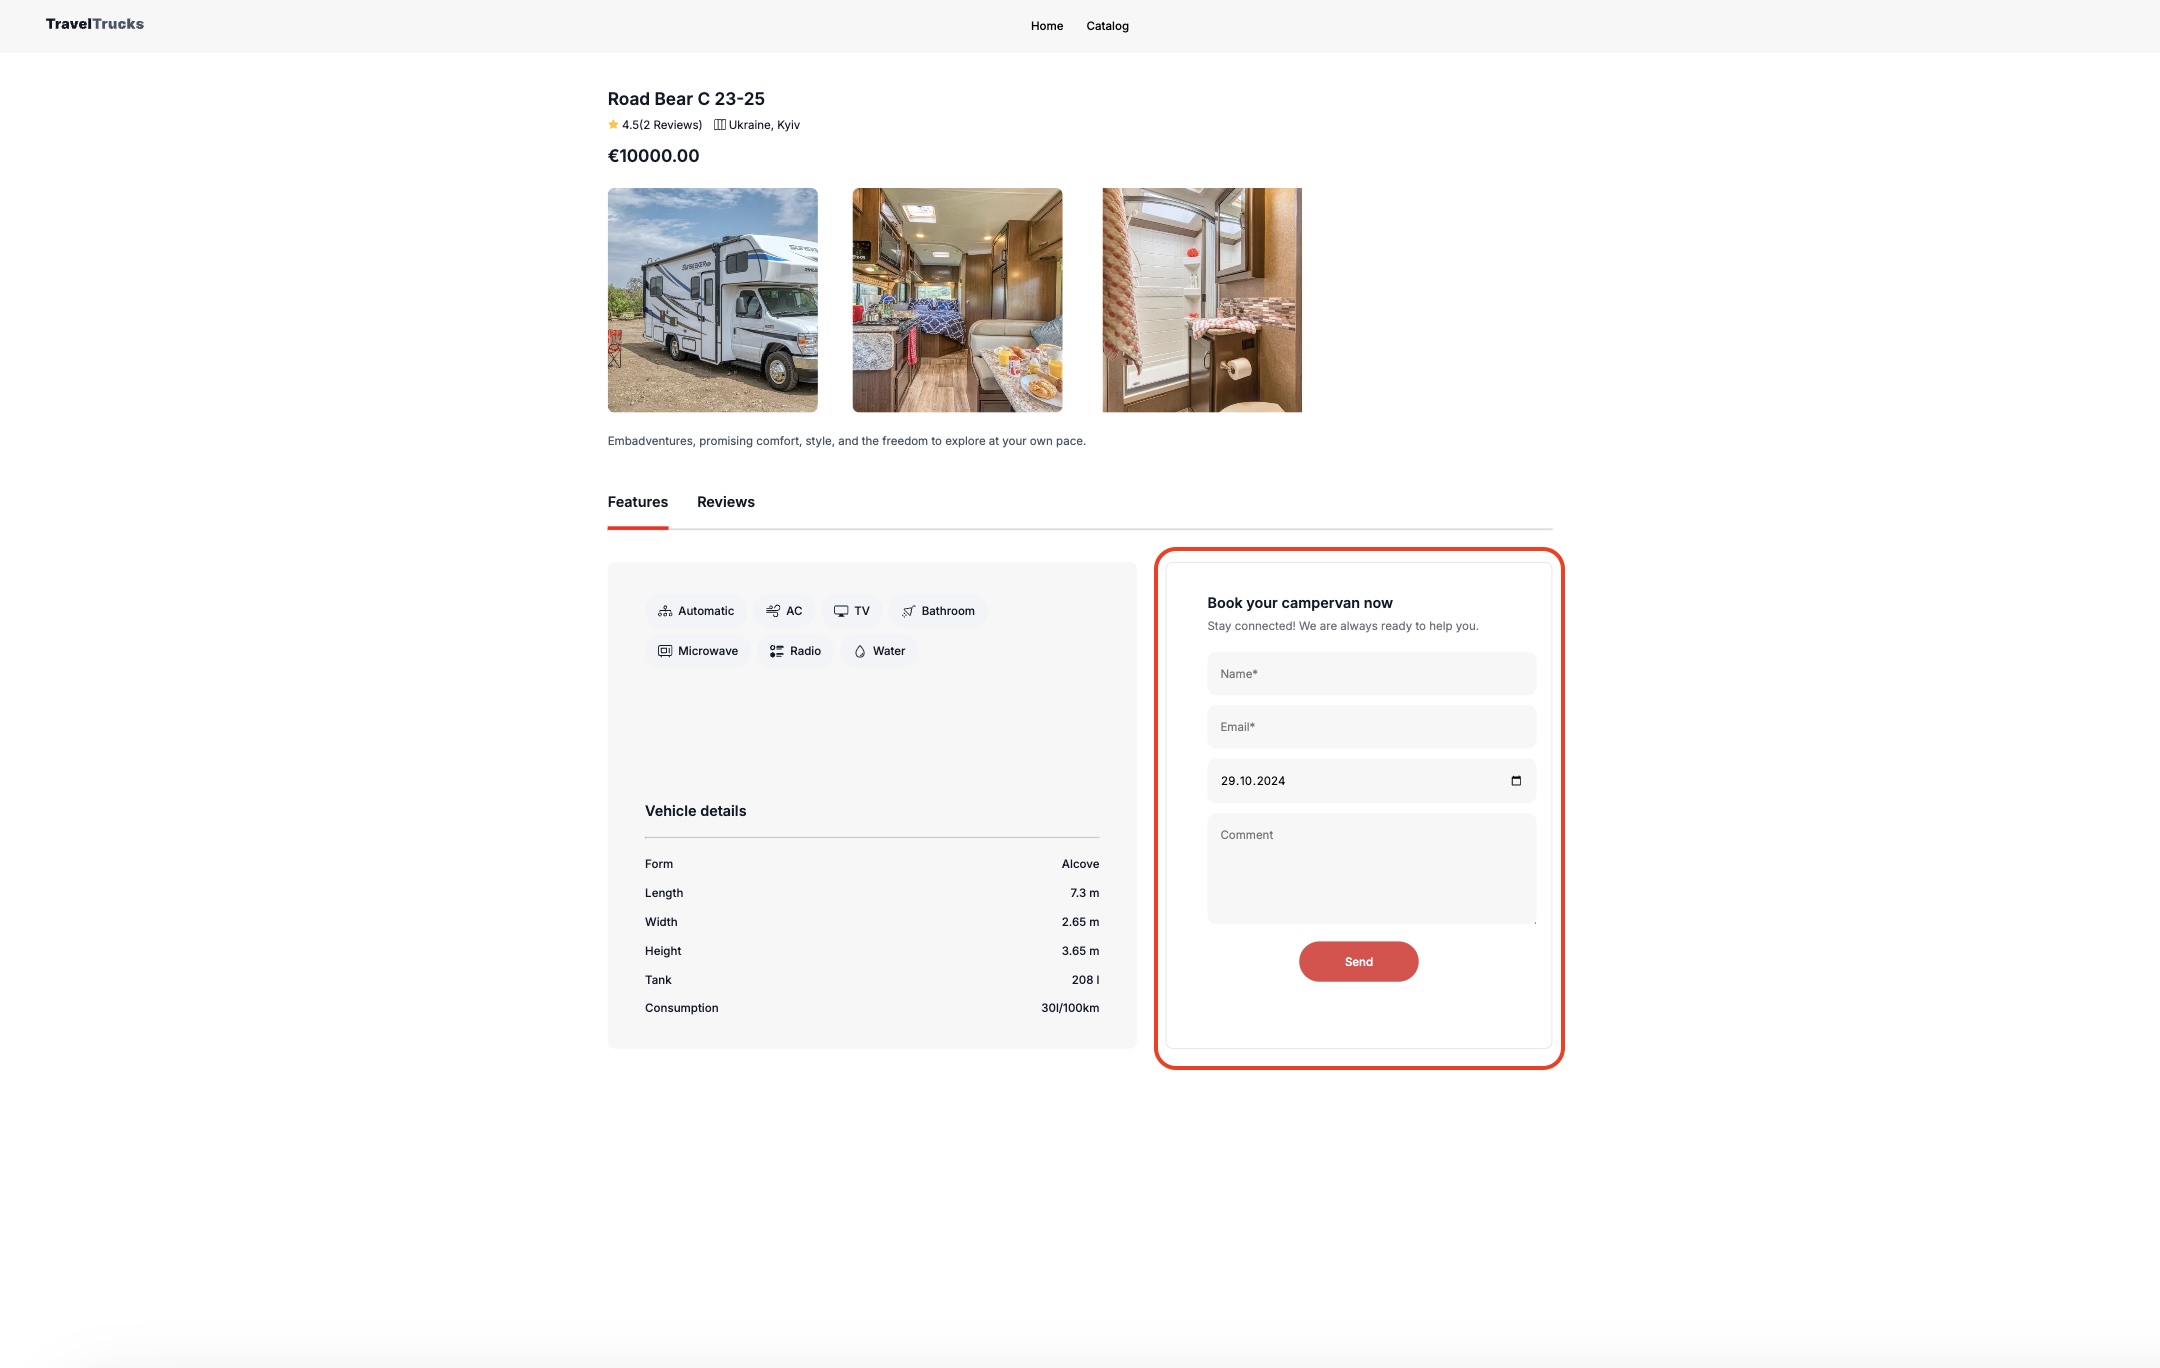 TravelTrucks
Home Catalog
Road Bear C 23-25
4.5(2 Reviews) Ukraine, Kyiv
€10000.00
Embadventures, promising comfort, style, and the freedom to explore at your own pace.
Features Reviews
Automatic AC TV Bathroom
Microwave Radio Water
Vehicle details
Form Alcove
Length 7.3 m
Width 2.65 m
Height 3.65 m
Tank 208 l
Consumption 30l/100km
Book your campervan now
Stay connected! We are always ready to help you.
Name*
Email*
29.10.2024
Comment
Send